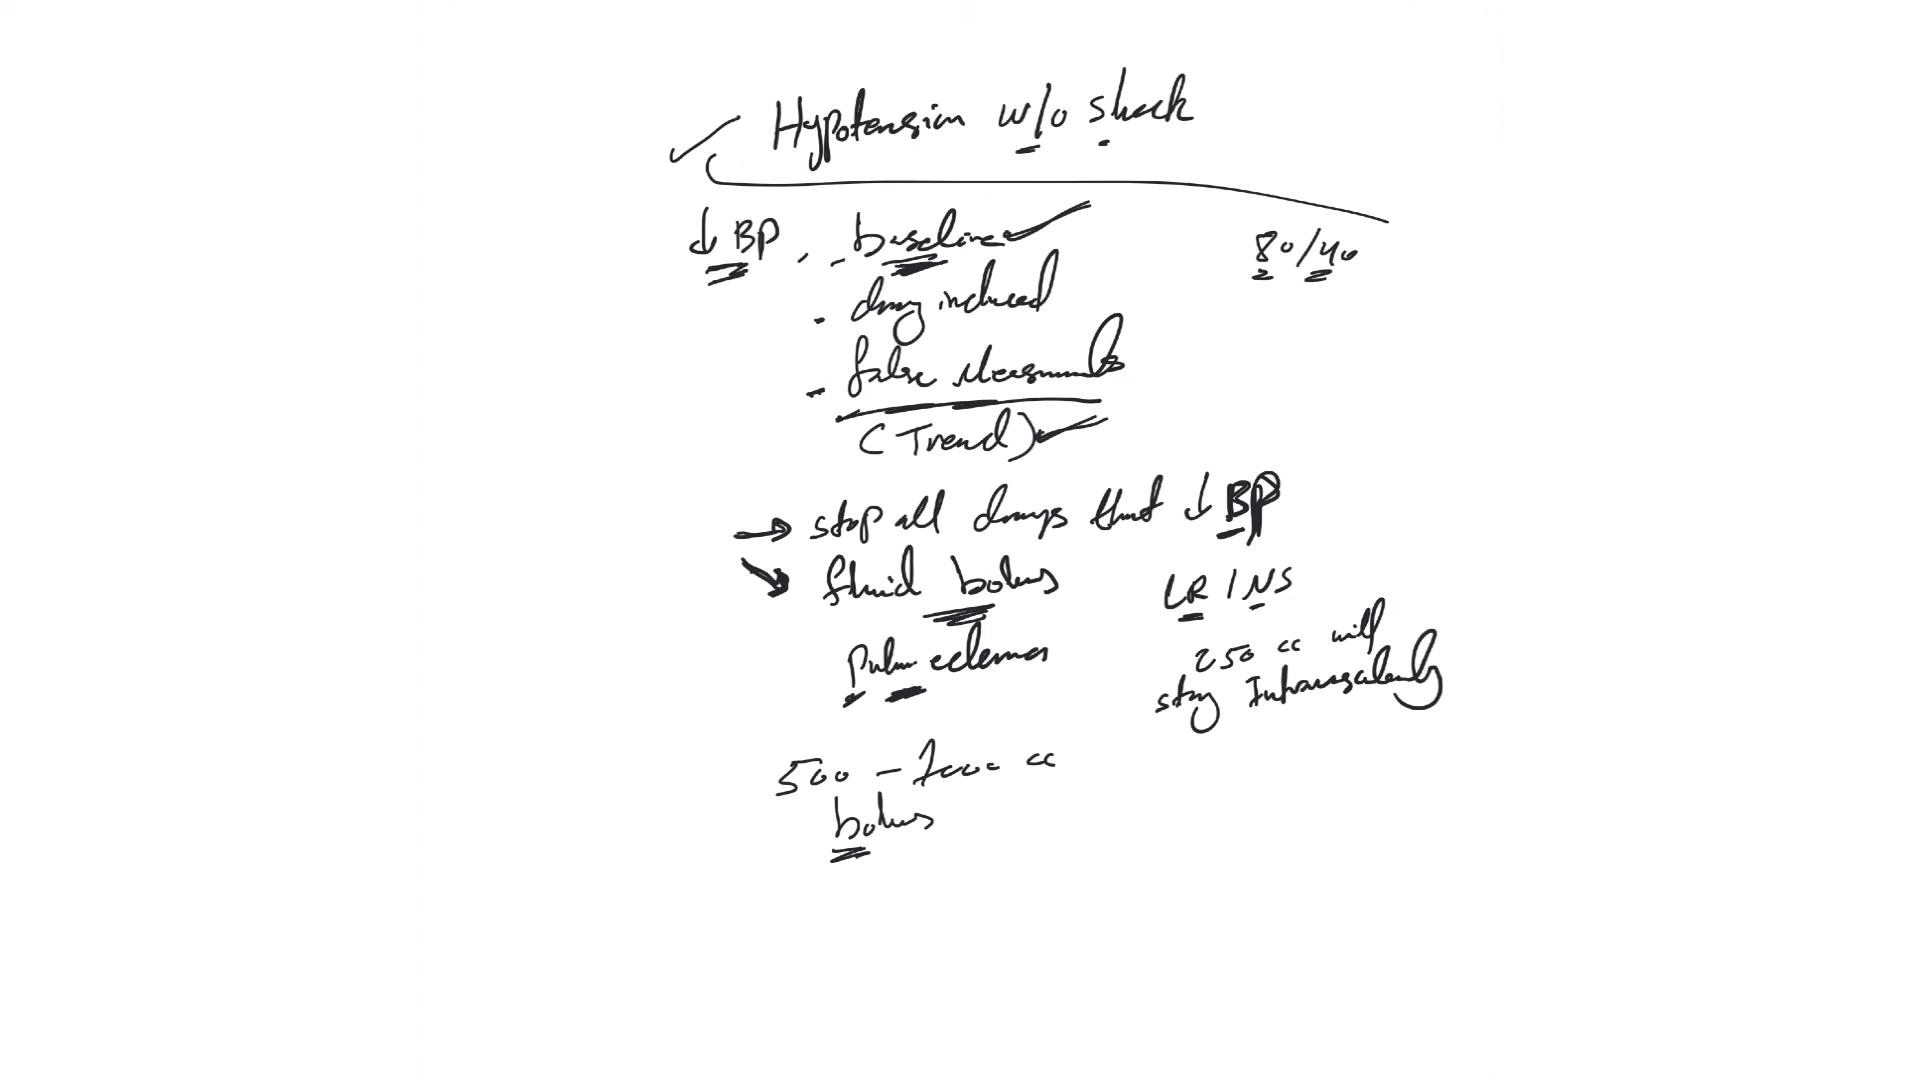 Hypotension w/o shock
↓ BP, - baseline 80/40
- drug induced
- false Measurments
(Trend)
→ stop all drugs that ↓ BP
→ fluid bolus LR / NS
pulm edema 250 cc will
stay Intravascularly
500 - 1000 cc
bolus